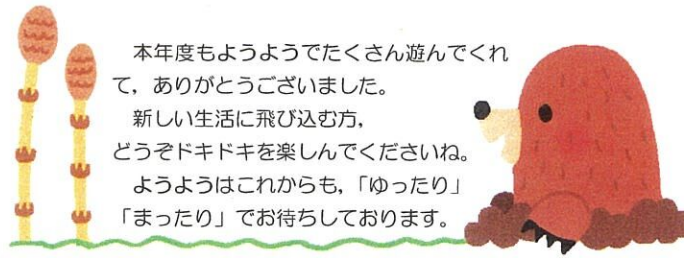 本年度もようようでたくさん遊んでくれ
て，ありがとうございました。
新しい生活に飛び込む方，
どうぞドキドキを楽しんでくださいね。
ようようはこれからも，「ゆったり」
「まったり」でお待ちしております。